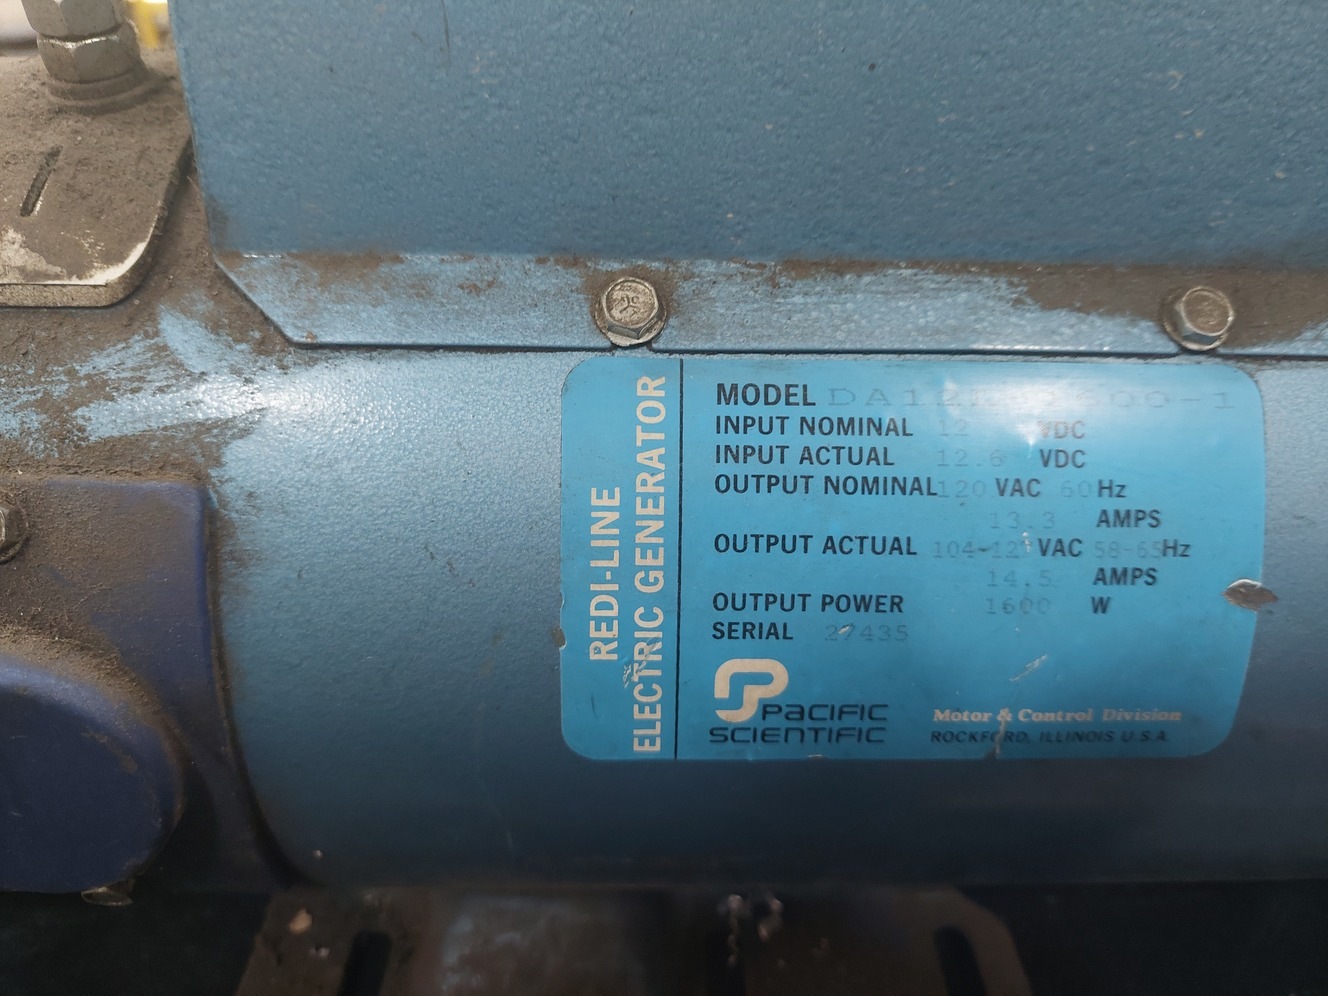 REDI-LINE
ELECTRIC GENERATOR
MODEL
INPUT NOMINAL 12 VDC
INPUT ACTUAL 12.6 VDC
OUTPUT NOMINAL 120 VAC 60 Hz
13.3 AMPS
OUTPUT ACTUAL VAC 58-65 Hz
14.5 AMPS
OUTPUT POWER 1600 W
SERIAL 27435
PACIFIC
SCIENTIFIC
Motor & Control Division
ROCKFORD, ILLINOIS U.S.A.